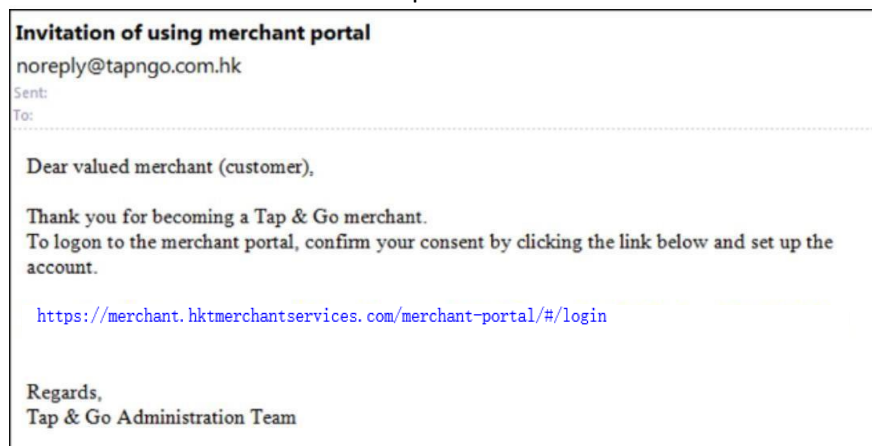 Invitation of using merchant portal
noreply@tapngo.com.hk
Sent:
To:
Dear valued merchant (customer),
Thank you for becoming a Tap & Go merchant.
To logon to the merchant portal, confirm your consent by clicking the link below and set up the
account.
https://merchant.hktmerchantservices.com/merchant-portal/#/login
Regards,
Tap & Go Administration Team